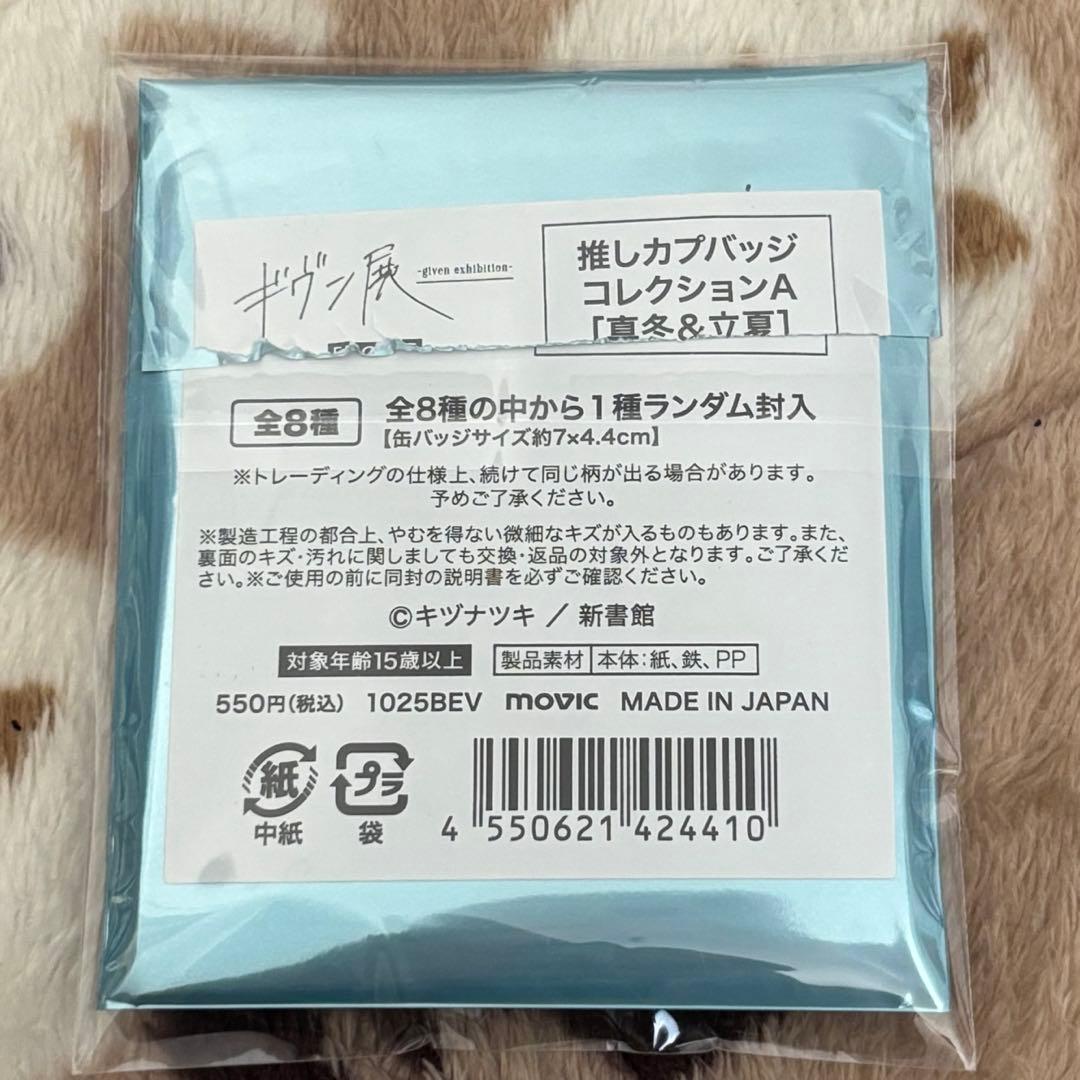 ギヴン展
-given exhibition-
推しカプバッジ
コレクションA
[真冬&立夏]
全8種
全8種の中から1種ランダム封入
【缶バッジサイズ約7×4.4cm】
※トレーディングの仕様上、続けて同じ柄が出る場合があります。
予めご了承ください。
※製造工程の都合上、やむを得ない微細なキズが入るものもあります。また、
裏面のキズ・汚れに関しましても交換・返品の対象外となります。ご了承くだ
さい。※ご使用の前に同封の説明書を必ずご確認ください。
©キヅナツキ / 新書館
対象年齢15歳以上
製品素材 本体:紙、鉄、PP
550円(税込) 1025BEV movic MADE IN JAPAN
紙
中紙
プラ
袋
4 550621 424410